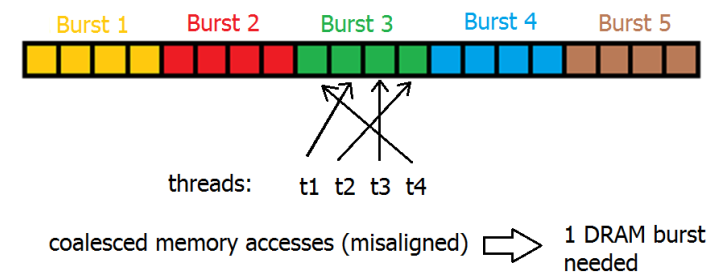 Burst 1 Burst 2 Burst 3 Burst 4 Burst 5
threads: t1 t2 t3 t4
coalesced memory accesses (misaligned) 1 DRAM burst
needed